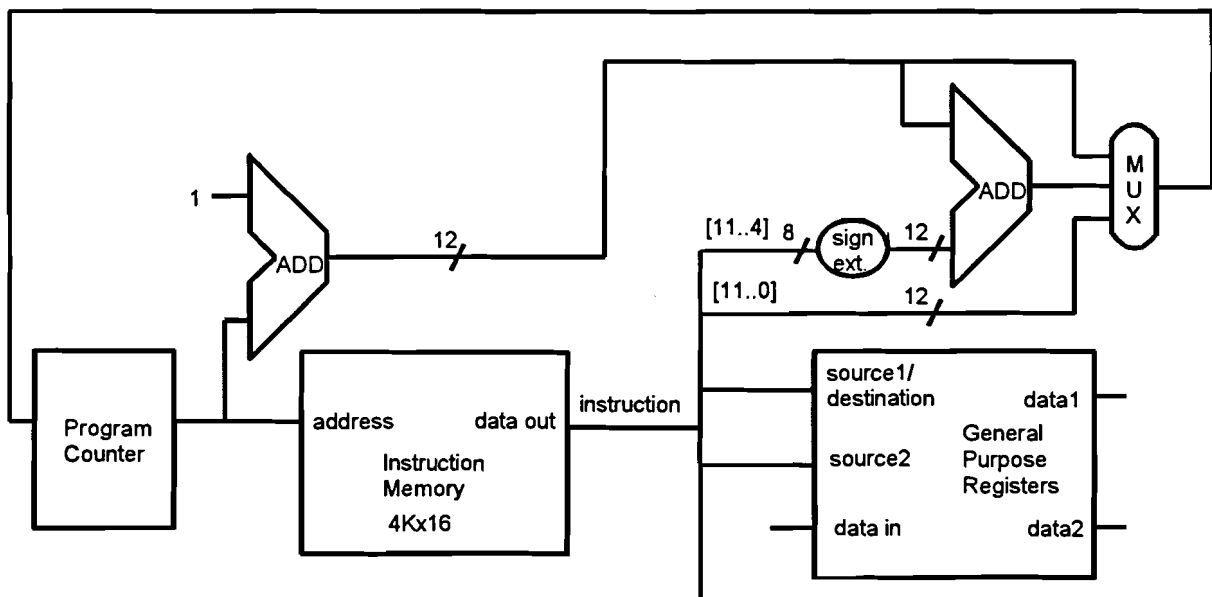 M
U
X
ADD
1
[11..4]
8
sign
ext.
12
12
ADD
[11..0]
12
Program
Counter
address
data out
Instruction
Memory
4Kx16
instruction
source1/
destination
data1
source2
General
Purpose
Registers
data in
data2